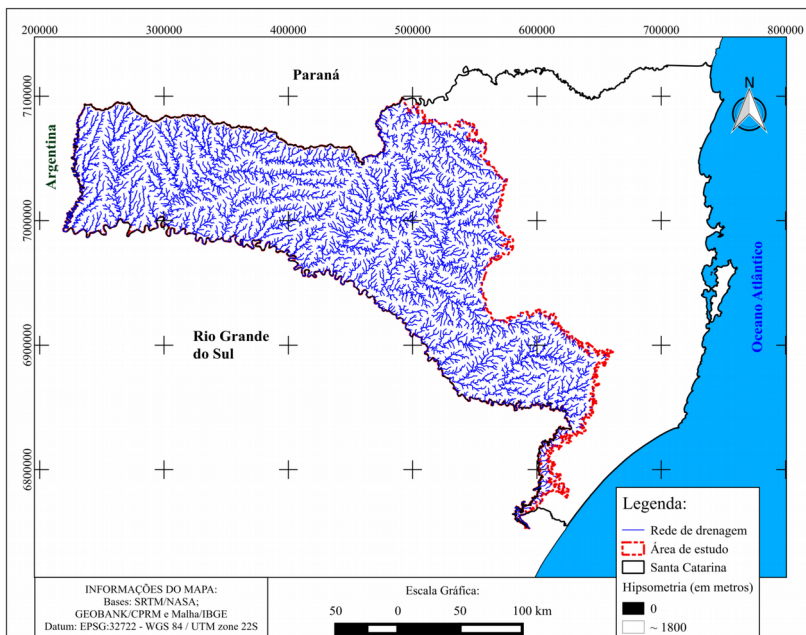 200000 300000 400000 500000 600000 700000 800000
Paraná
N
7100000
Argentina
7000000
Oceano Atlântico
Rio Grande
do Sul
6900000
6800000
Legenda:
Rede de drenagem
Área de estudo
Santa Catarina
Hipsometria (em metros)
0
~ 1800
INFORMAÇÕES DO MAPA:
Bases: SRTM/NASA;
GEOBANK/CPRM e Malha/IBGE
Datum: EPSG:32722 - WGS 84 / UTM zone 22S
Escala Gráfica:
50 0 50 100 km